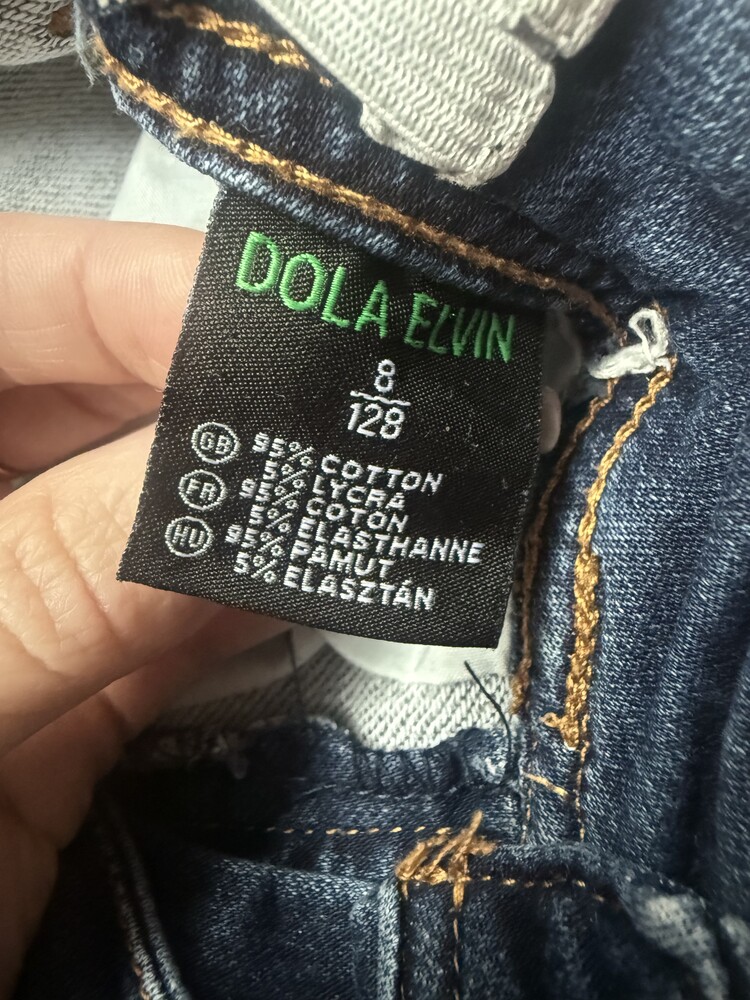 DOLA ELVIN
8
128
GB 95% COTTON
5% LYCRA
FR 95% COTON
5% ELASTHANNE
HU 95% PAMUT
5% ELASZTÁN